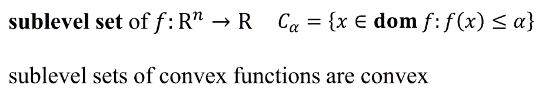 sublevel set of f: Rⁿ → R C_α = {x ∈ dom f: f(x) ≤ α}
sublevel sets of convex functions are convex